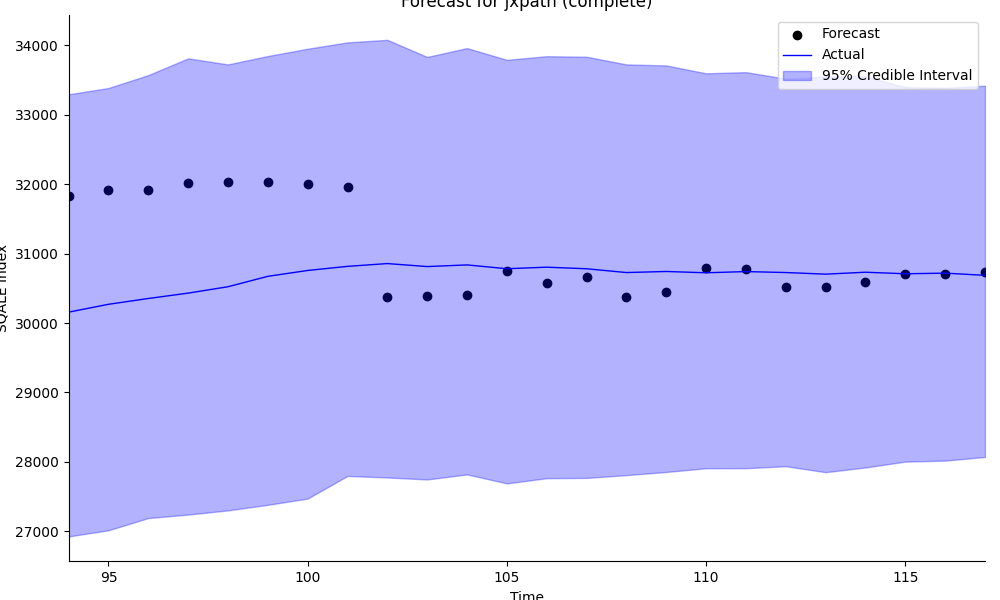 Forecast for jxpath (complete)
Forecast
Actual
95% Credible Interval
34000
33000
32000
31000
30000
29000
28000
27000
SQALE Index
95
100
105
110
115
Time